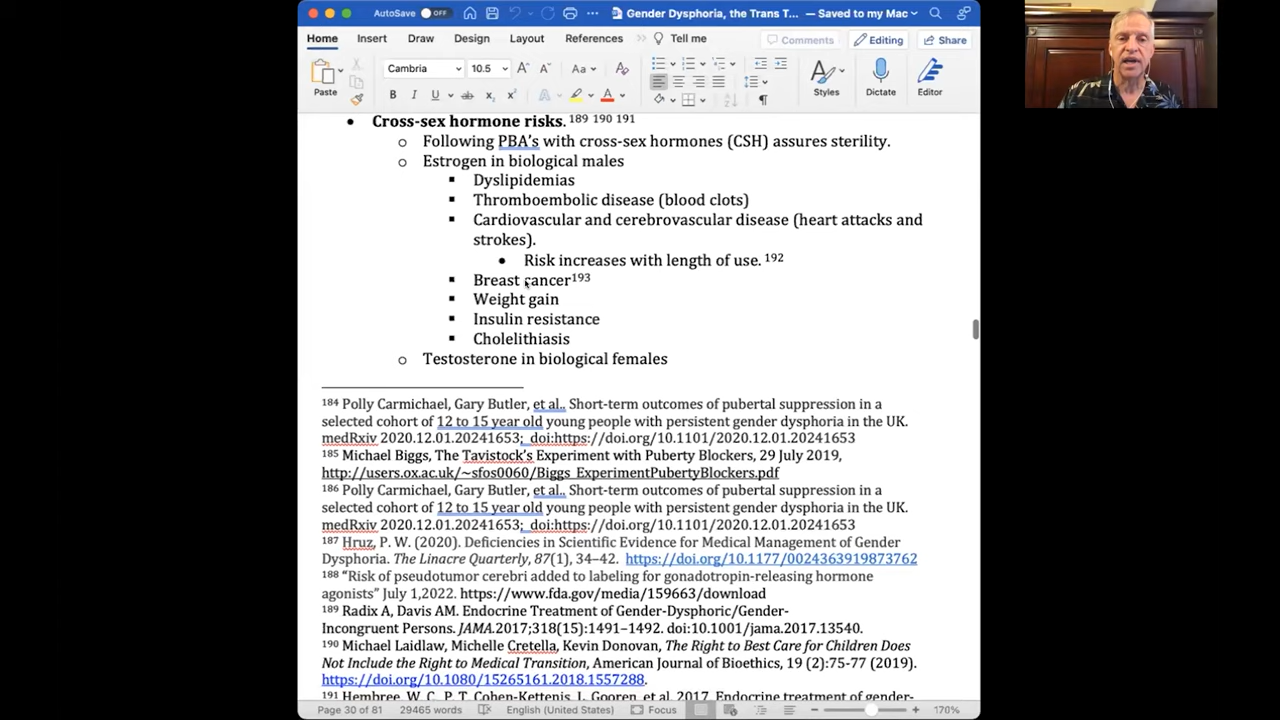 AutoSave OFF Gender Dysphoria, the Trans T... — Saved to my Mac
Home Insert Draw Design Layout References Tell me Comments Editing Share
Paste Cambria 10.5 Aa Styles Dictate Editor
B I U ab x₂ x² A A
• Cross-sex hormone risks. 189 190 191
o Following PBA's with cross-sex hormones (CSH) assures sterility.
o Estrogen in biological males
▪ Dyslipidemias
▪ Thromboembolic disease (blood clots)
▪ Cardiovascular and cerebrovascular disease (heart attacks and
strokes).
• Risk increases with length of use. 192
▪ Breast cancer193
▪ Weight gain
▪ Insulin resistance
▪ Cholelithiasis
o Testosterone in biological females
184 Polly Carmichael, Gary Butler, et al.. Short-term outcomes of pubertal suppression in a
selected cohort of 12 to 15 year old young people with persistent gender dysphoria in the UK.
medRxiv 2020.12.01.20241653; doi:https://doi.org/10.1101/2020.12.01.20241653
185 Michael Biggs, The Tavistock's Experiment with Puberty Blockers, 29 July 2019,
http://users.ox.ac.uk/~sfos0060/Biggs_ExperimentPubertyBlockers.pdf
186 Polly Carmichael, Gary Butler, et al.. Short-term outcomes of pubertal suppression in a
selected cohort of 12 to 15 year old young people with persistent gender dysphoria in the UK.
medRxiv 2020.12.01.20241653; doi:https://doi.org/10.1101/2020.12.01.20241653
187 Hruz, P. W. (2020). Deficiencies in Scientific Evidence for Medical Management of Gender
Dysphoria. The Linacre Quarterly, 87(1), 34–42. https://doi.org/10.1177/0024363919873762
188 “Risk of pseudotumor cerebri added to labeling for gonadotropin-releasing hormone
agonists” July 1,2022. https://www.fda.gov/media/159663/download
189 Radix A, Davis AM. Endocrine Treatment of Gender-Dysphoric/Gender-
Incongruent Persons. JAMA.2017;318(15):1491–1492. doi:10.1001/jama.2017.13540.
190 Michael Laidlaw, Michelle Cretella, Kevin Donovan, The Right to Best Care for Children Does
Not Include the Right to Medical Transition, American Journal of Bioethics, 19 (2):75-77 (2019).
https://doi.org/10.1080/15265161.2018.1557288.
191 Hembree, W. C., P. T. Cohen-Kettenis, L. Gooren, et al. 2017. Endocrine treatment of gender-
Page 30 of 81 29465 words English (United States) Focus 170%